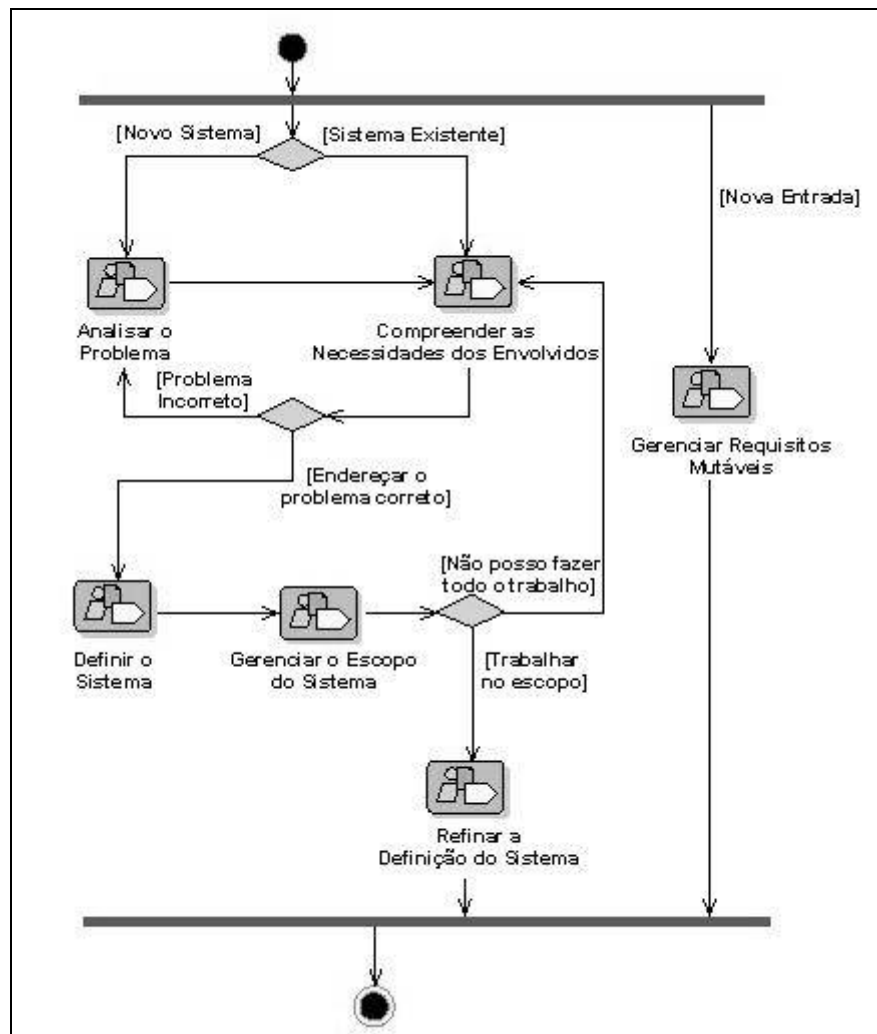 [Novo Sistema]
[Sistema Existente]
[Nova Entrada]
Analisar o
Problema
Compreender as
Necessidades dos Envolvidos
[Problema
Incorreto]
Gerenciar Requisitos
Mutáveis
[Endereçar o
problema correto]
[Não posso fazer
todo o trabalho]
Definir o
Sistema
Gerenciar o Escopo
do Sistema
[Trabalhar
no escopo]
Refinar a
Definição do Sistema